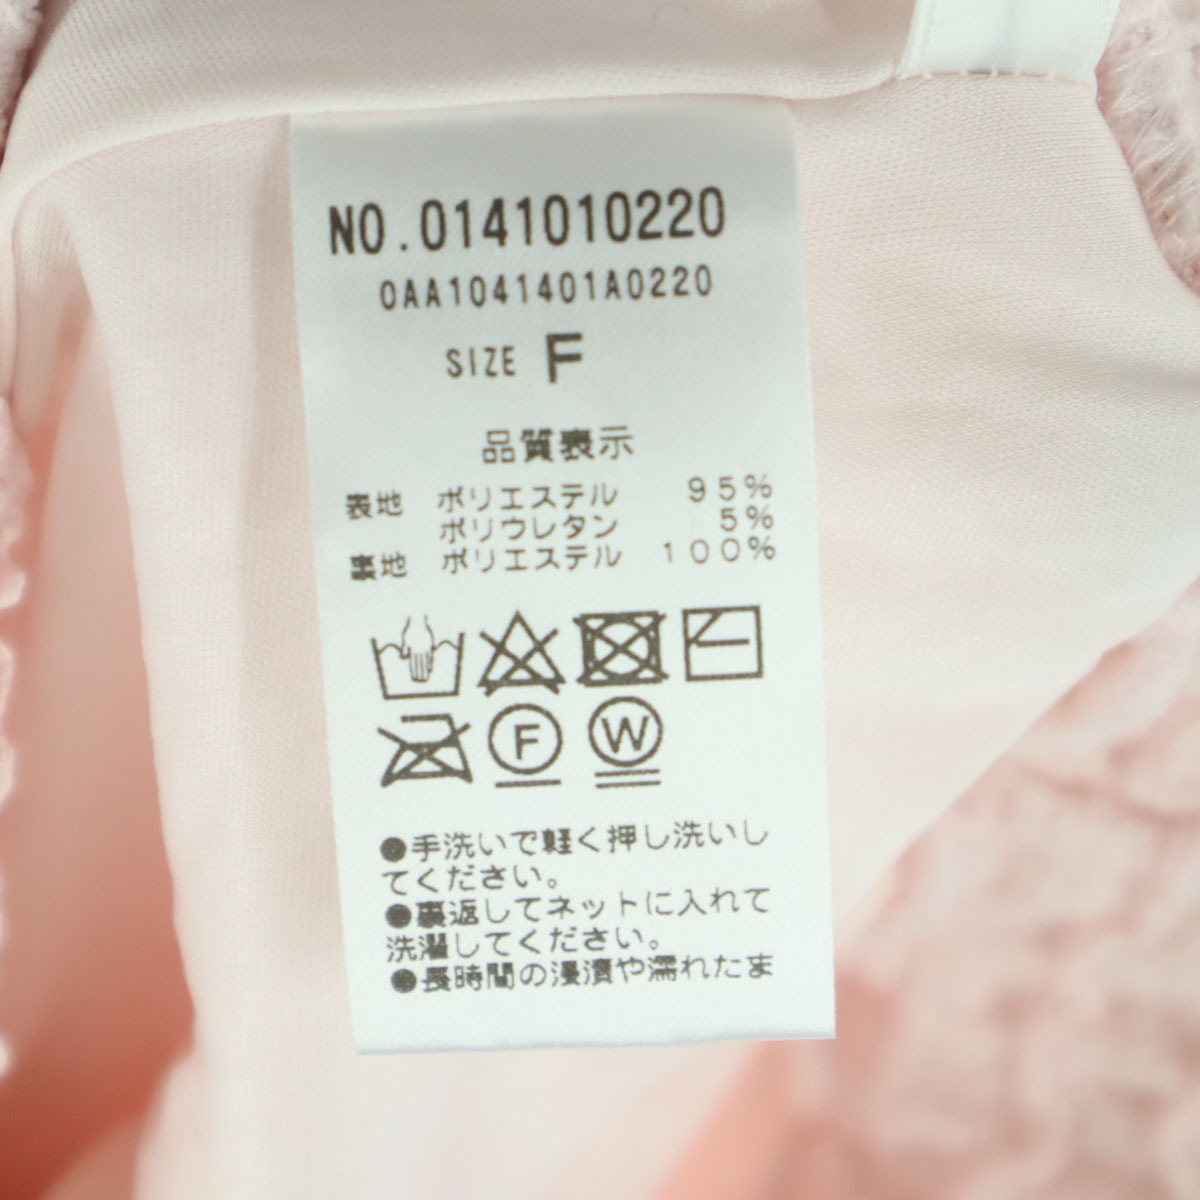 NO.0141010220
0AA1041401A0220
SIZE F
品質表示
表地 ポリエステル 95%
ポリウレタン 5%
裏地 ポリエステル 100%
F W
●手洗いで軽く押し洗いし
てください。
●裏返してネットに入れて
洗濯してください。
●長時間の浸漬や濡れたま